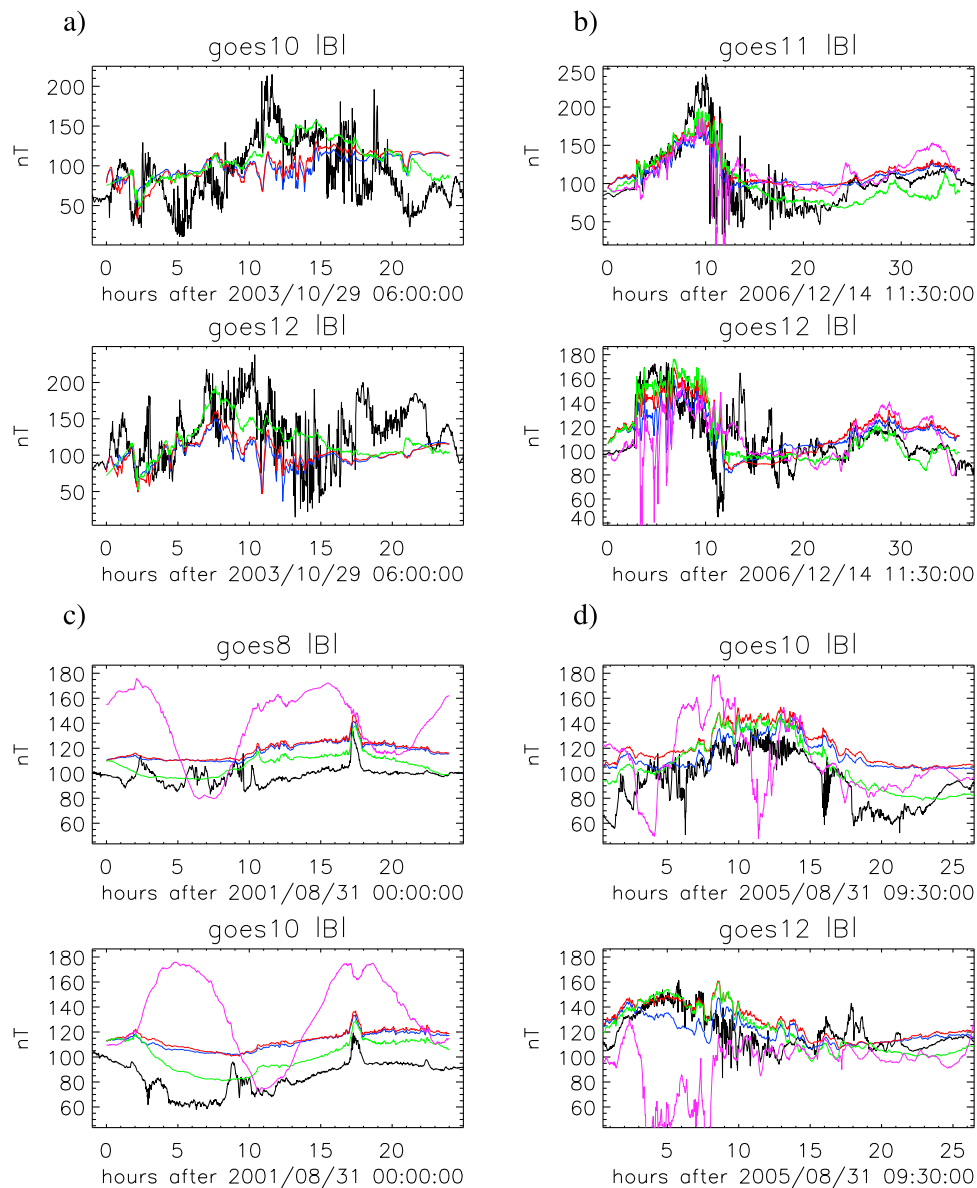 a)
goes10 |B|
200
150
100
50
nT
0 5 10 15 20
hours after 2003/10/29 06:00:00
goes12 |B|
200
150
100
50
nT
0 5 10 15 20
hours after 2003/10/29 06:00:00
b)
goes11 |B|
250
200
150
100
50
nT
0 10 20 30
hours after 2006/12/14 11:30:00
goes12 |B|
180
160
140
120
100
80
60
40
nT
0 10 20 30
hours after 2006/12/14 11:30:00
c)
goes8 |B|
180
160
140
120
100
80
60
nT
0 5 10 15 20
hours after 2001/08/31 00:00:00
goes10 |B|
180
160
140
120
100
80
60
nT
0 5 10 15 20
hours after 2001/08/31 00:00:00
d)
goes10 |B|
180
160
140
120
100
80
60
nT
5 10 15 20 25
hours after 2005/08/31 09:30:00
goes12 |B|
180
160
140
120
100
80
60
nT
5 10 15 20 25
hours after 2005/08/31 09:30:00